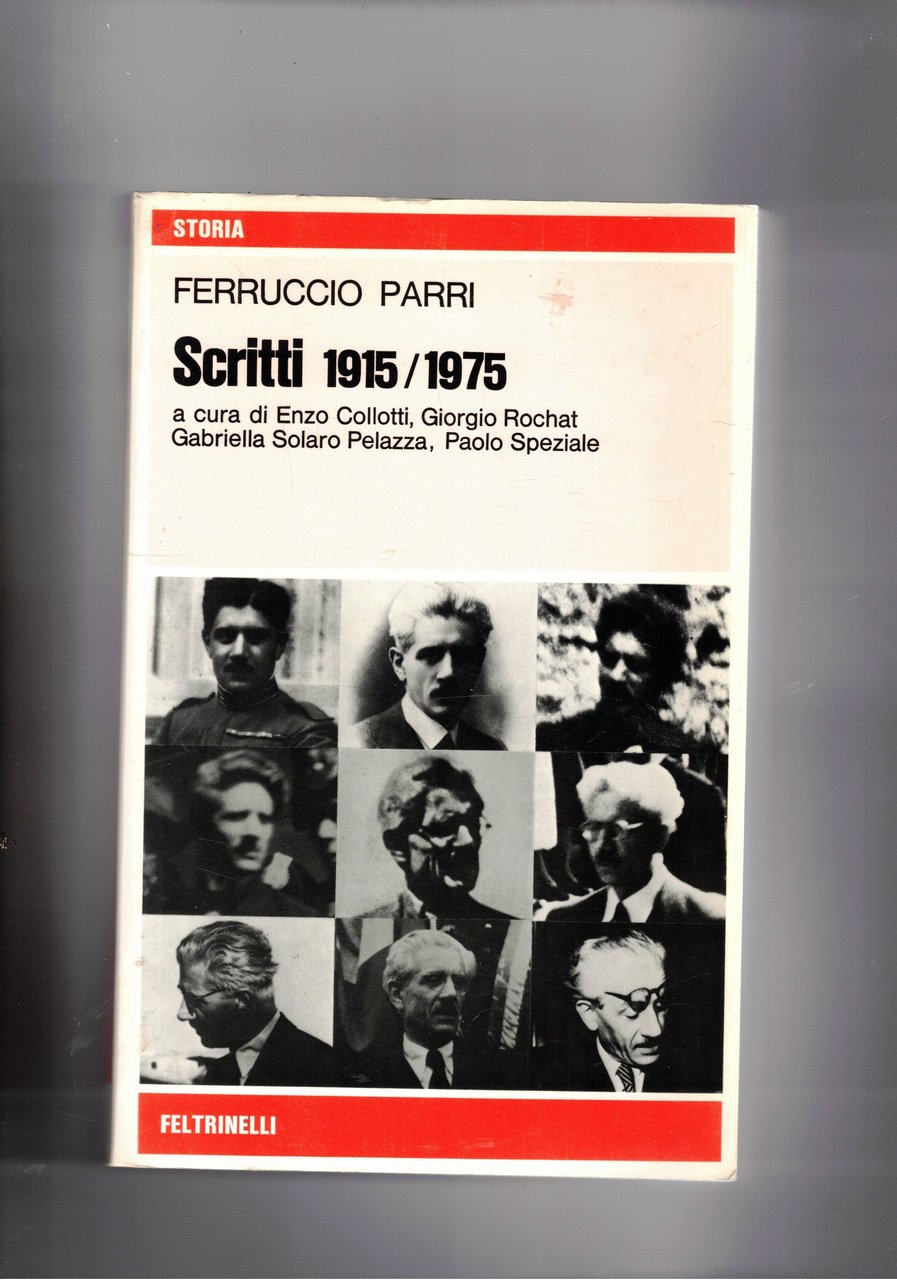 STORIA
FERRUCCIO PARRI
Scritti 1915/1975
a cura di Enzo Collotti, Giorgio Rochat
Gabriella Solaro Pelazza, Paolo Speziale
FELTRINELLI